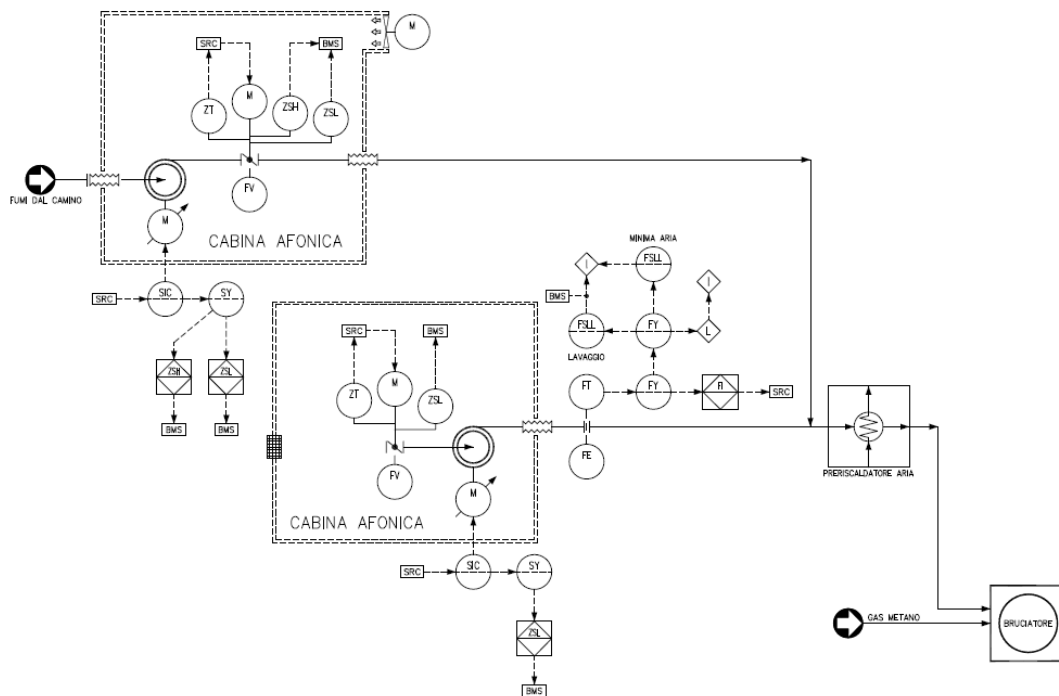 M
SRC
BMS
M
ZT
ZSH
ZSL
FV
FUMI DAL CAMINO
M
CABINA AFONICA
SRC
SIC
SY
ZSH
ZSL
BMS
BMS
MINIMA ARIA
FSLL
I
I
BMS
FSLL
FY
L
LAVAGGIO
SRC
BMS
ZT
M
ZSL
FT
FY
FI
SRC
FE
FV
M
CABINA AFONICA
PRERISCALDATORE ARIA
SRC
SIC
SY
ZSL
BMS
GAS METANO
BRUCIATORE